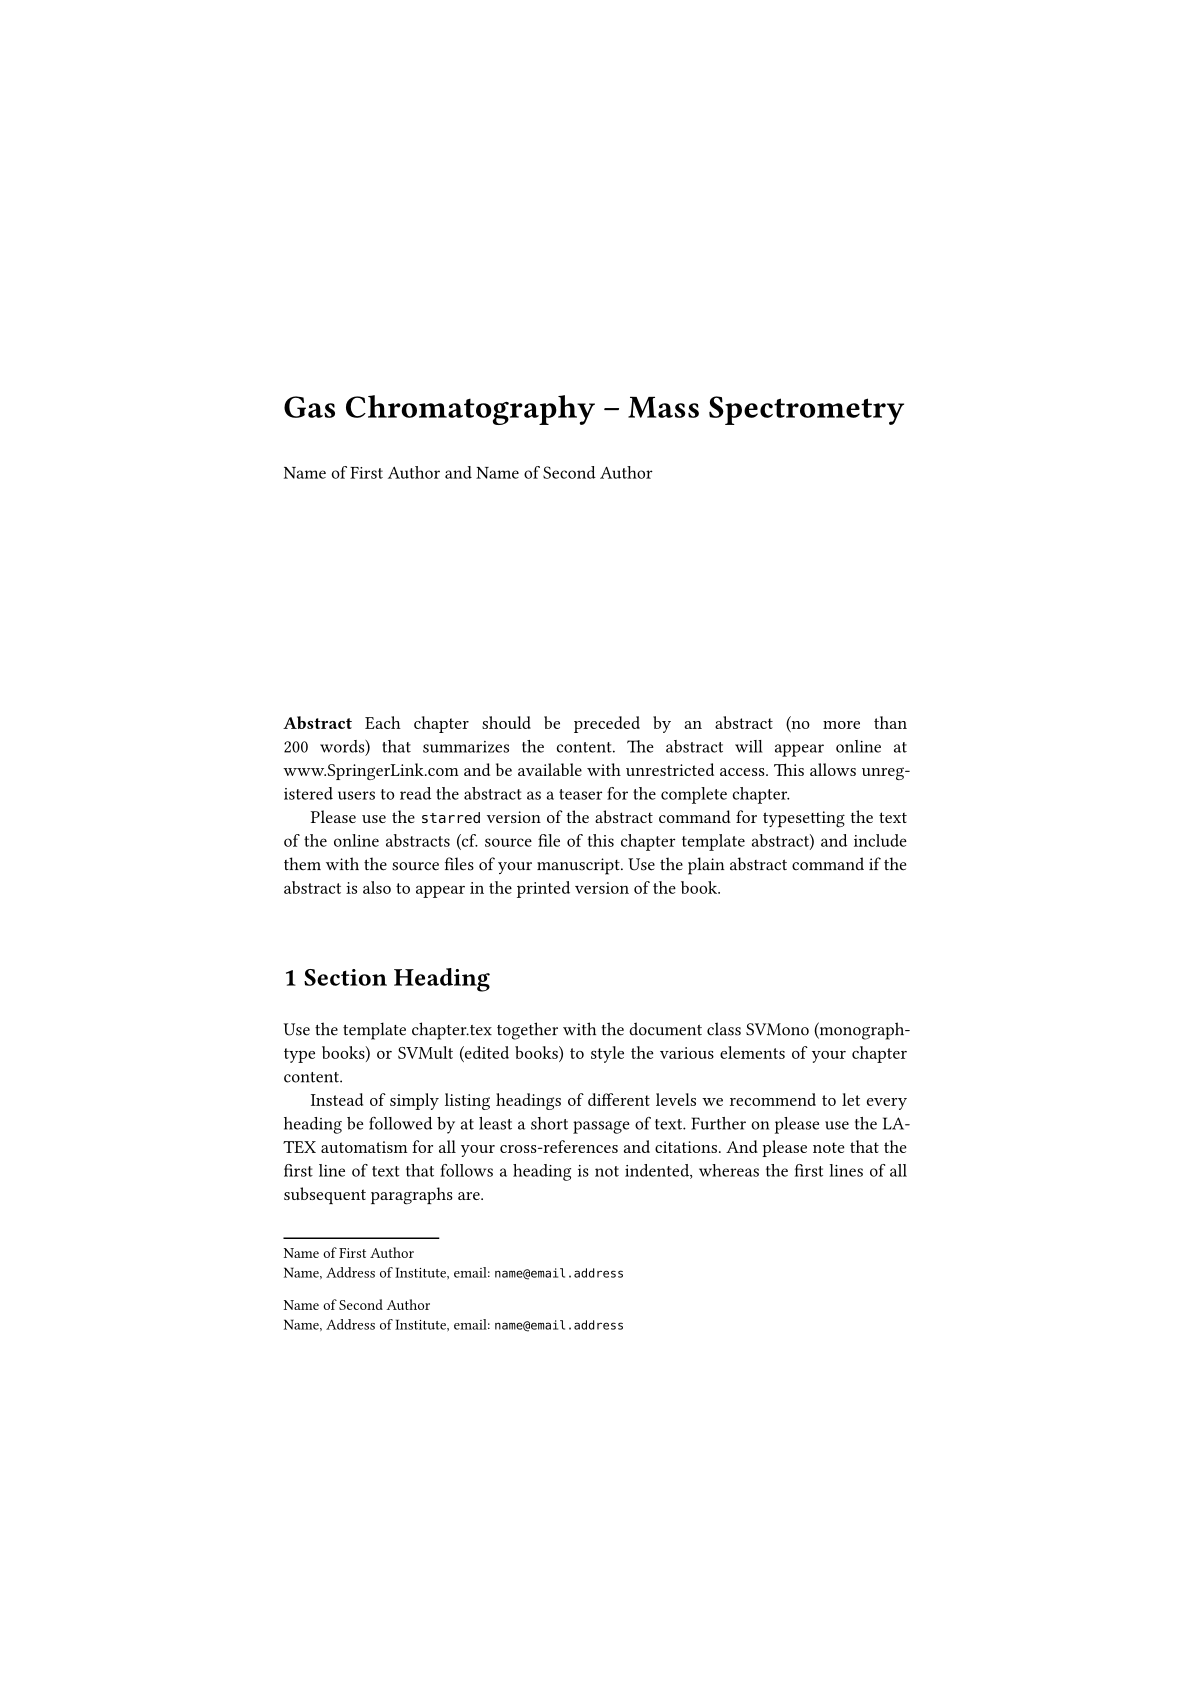 Gas Chromatography – Mass Spectrometry
Name of First Author and Name of Second Author
Abstract Each chapter should be preceded by an abstract (no more than
200 words) that summarizes the content. The abstract will appear online at
www.SpringerLink.com and be available with unrestricted access. This allows unreg-
istered users to read the abstract as a teaser for the complete chapter.
Please use the starred version of the abstract command for typesetting the text
of the online abstracts (cf. source file of this chapter template abstract) and include
them with the source files of your manuscript. Use the plain abstract command if the
abstract is also to appear in the printed version of the book.
1 Section Heading
Use the template chapter.tex together with the document class SVMono (monograph-
type books) or SVMult (edited books) to style the various elements of your chapter
content.
Instead of simply listing headings of different levels we recommend to let every
heading be followed by at least a short passage of text. Further on please use the LA-
TEX automatism for all your cross-references and citations. And please note that the
first line of text that follows a heading is not indented, whereas the first lines of all
subsequent paragraphs are.
Name of First Author
Name, Address of Institute, email: name@email.address
Name of Second Author
Name, Address of Institute, email: name@email.address